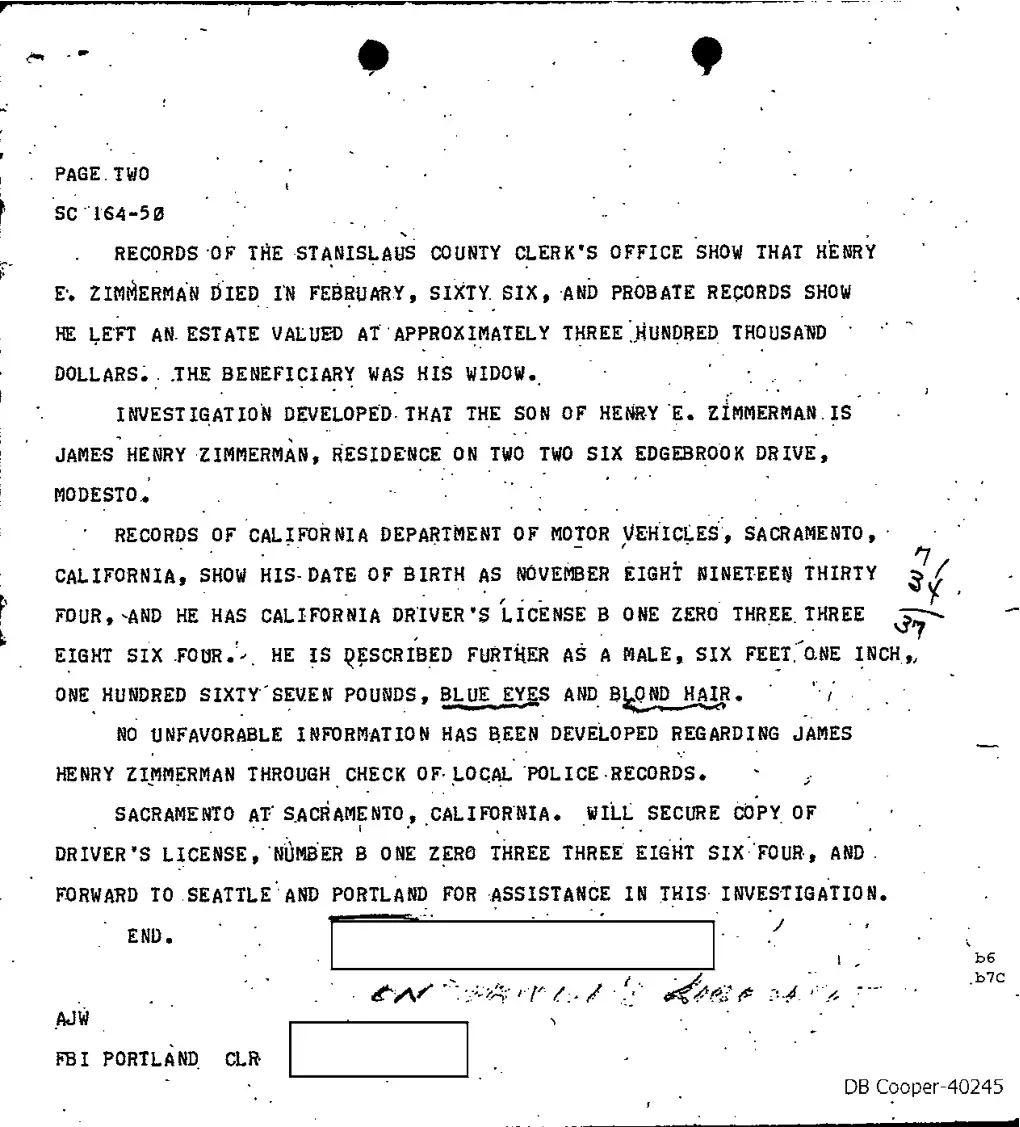 PAGE TWO
SC 164-50
RECORDS OF THE STANISLAUS COUNTY CLERK'S OFFICE SHOW THAT HENRY
E. ZIMMERMAN DIED IN FEBRUARY, SIXTY SIX, AND PROBATE RECORDS SHOW
HE LEFT AN ESTATE VALUED AT APPROXIMATELY THREE HUNDRED THOUSAND
DOLLARS. THE BENEFICIARY WAS HIS WIDOW.
INVESTIGATION DEVELOPED THAT THE SON OF HENRY E. ZIMMERMAN IS
JAMES HENRY ZIMMERMAN, RESIDENCE ON TWO TWO SIX EDGEBROOK DRIVE,
MODESTO.
RECORDS OF CALIFORNIA DEPARTMENT OF MOTOR VEHICLES, SACRAMENTO,
CALIFORNIA, SHOW HIS DATE OF BIRTH AS NOVEMBER EIGHT NINETEEN THIRTY
FOUR, AND HE HAS CALIFORNIA DRIVER'S LICENSE B ONE ZERO THREE THREE
EIGHT SIX FOUR. HE IS DESCRIBED FURTHER AS A MALE, SIX FEET ONE INCH,
ONE HUNDRED SIXTY SEVEN POUNDS, BLUE EYES AND BLOND HAIR.
71
34
37
NO UNFAVORABLE INFORMATION HAS BEEN DEVELOPED REGARDING JAMES
HENRY ZIMMERMAN THROUGH CHECK OF LOCAL POLICE RECORDS.
SACRAMENTO AT SACRAMENTO, CALIFORNIA. WILL SECURE COPY OF
DRIVER'S LICENSE, NUMBER B ONE ZERO THREE THREE EIGHT SIX FOUR, AND
FORWARD TO SEATTLE AND PORTLAND FOR ASSISTANCE IN THIS INVESTIGATION.
END.
b6
b7C
AJW
FBI PORTLAND CLR
DB Cooper-40245